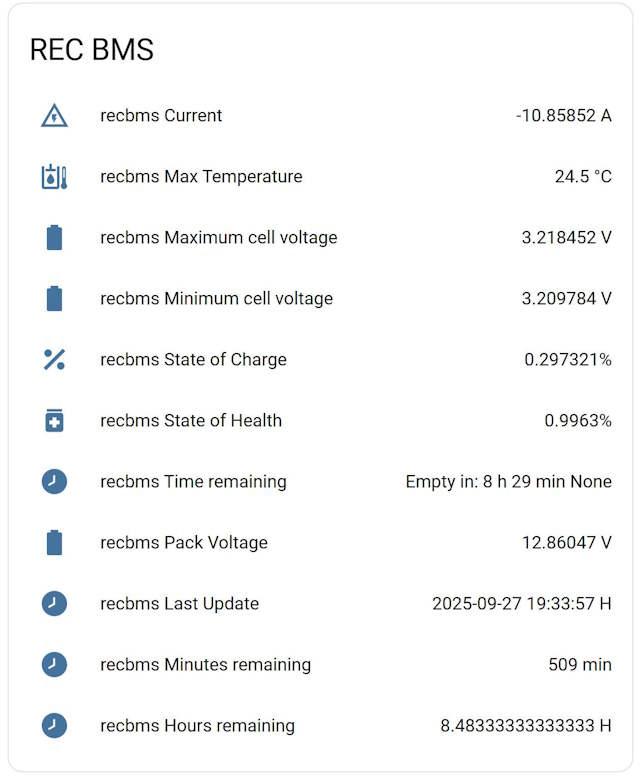 REC BMS
recbms Current -10.85852 A
recbms Max Temperature 24.5 °C
recbms Maximum cell voltage 3.218452 V
recbms Minimum cell voltage 3.209784 V
recbms State of Charge 0.297321%
recbms State of Health 0.9963%
recbms Time remaining Empty in: 8 h 29 min None
recbms Pack Voltage 12.86047 V
recbms Last Update 2025-09-27 19:33:57 H
recbms Minutes remaining 509 min
recbms Hours remaining 8.48333333333333 H